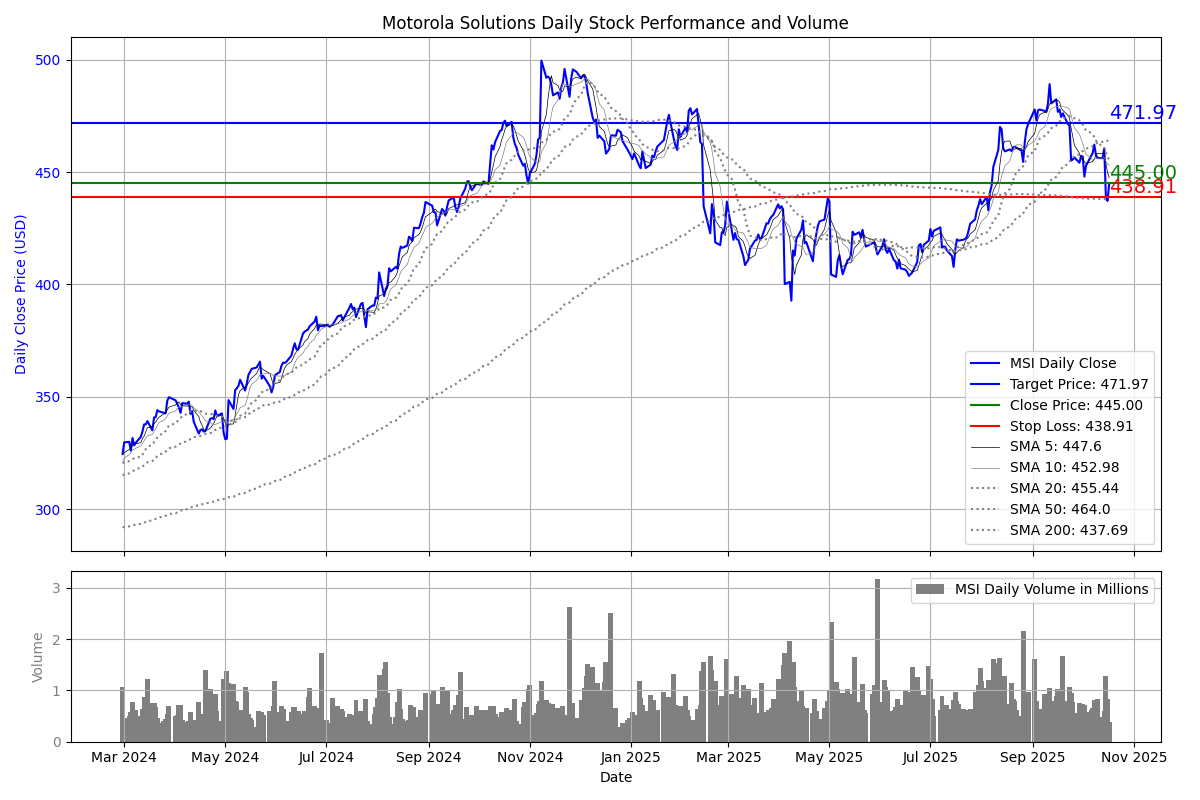 Motorola Solutions Daily Stock Performance and Volume
Daily Close Price (USD)
500
450
400
350
300
471.97
445.00
438.91
MSI Daily Close
Target Price: 471.97
Close Price: 445.00
Stop Loss: 438.91
SMA 5: 447.6
SMA 10: 452.98
SMA 20: 455.44
SMA 50: 464.0
SMA 200: 437.69
Volume
3
2
1
0
MSI Daily Volume in Millions
Mar 2024 May 2024 Jul 2024 Sep 2024 Nov 2024 Jan 2025 Mar 2025 May 2025 Jul 2025 Sep 2025 Nov 2025
Date